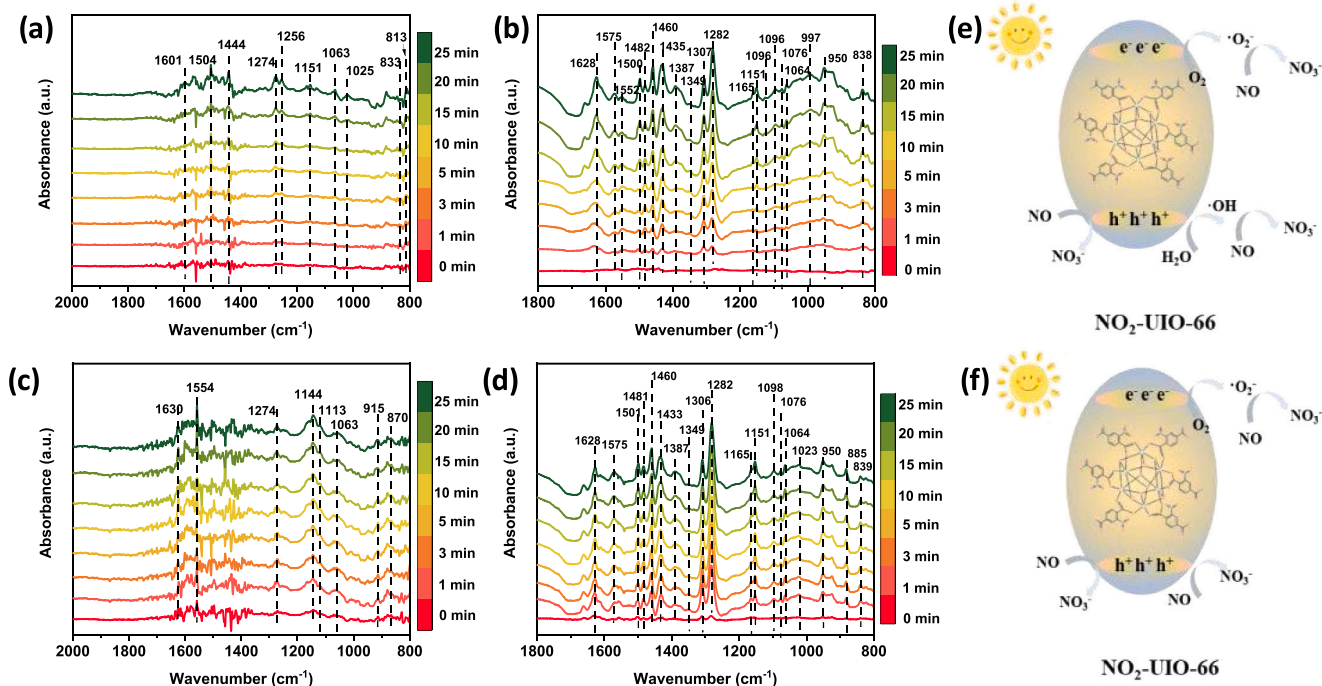 (a)
1601
1504
1444
1274
1256
1151
1063
1025
813
833
25 min
20 min
15 min
10 min
5 min
3 min
1 min
0 min
Absorbance (a.u.)
2000
1800
1600
1400
1200
1000
800
Wavenumber (cm⁻¹)
(b)
1628
1575
1552
1500
1482
1460
1435
1387
1349
1307
1282
1165
1151
1096
1096
1076
1064
997
950
838
25 min
20 min
15 min
10 min
5 min
3 min
1 min
0 min
Absorbance (a.u.)
1800
1600
1400
1200
1000
800
Wavenumber (cm⁻¹)
(e)
e⁻ e⁻ e⁻
·O₂⁻
O₂
NO
NO₃⁻
NO
h⁺ h⁺ h⁺
NO₃⁻
·OH
H₂O
NO
NO₃⁻
NO₂-UIO-66
(c)
1630
1554
1274
1144
1113
1063
915
870
25 min
20 min
15 min
10 min
5 min
3 min
1 min
0 min
Absorbance (a.u.)
2000
1800
1600
1400
1200
1000
800
Wavenumber (cm⁻¹)
(d)
1628
1575
1501
1481
1460
1433
1387
1349
1306
1282
1165
1151
1098
1076
1064
1023
950
885
839
25 min
20 min
15 min
10 min
5 min
3 min
1 min
0 min
Absorbance (a.u.)
1800
1600
1400
1200
1000
800
Wavenumber (cm⁻¹)
(f)
e⁻ e⁻ e⁻
·O₂⁻
O₂
NO
NO₃⁻
NO
h⁺ h⁺ h⁺
NO₃⁻
NO
NO₃⁻
NO₂-UIO-66